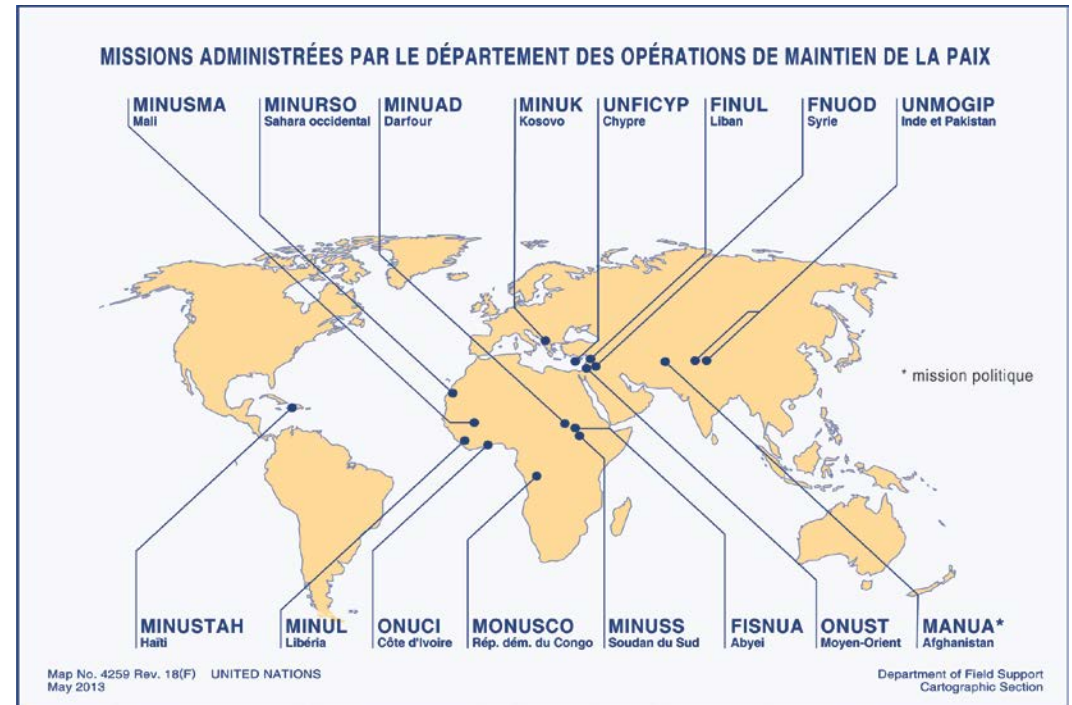 MISSIONS ADMINISTRÉES PAR LE DÉPARTEMENT DES OPÉRATIONS DE MAINTIEN DE LA PAIX
MINUSMA
Mali
MINURSO
Sahara occidental
MINUAD
Darfour
MINUK
Kosovo
UNFICYP
Chypre
FINUL
Liban
FNUOD
Syrie
UNMOGIP
Inde et Pakistan
* mission politique
MINUSTAH
Haïti
MINUL
Libéria
ONUCI
Côte d'Ivoire
MONUSCO
Rép. dém. du Congo
MINUSS
Soudan du Sud
FISNUA
Abyei
ONUST
Moyen-Orient
MANUA*
Afghanistan
Map No. 4259 Rev. 18(F) UNITED NATIONS
May 2013
Department of Field Support
Cartographic Section